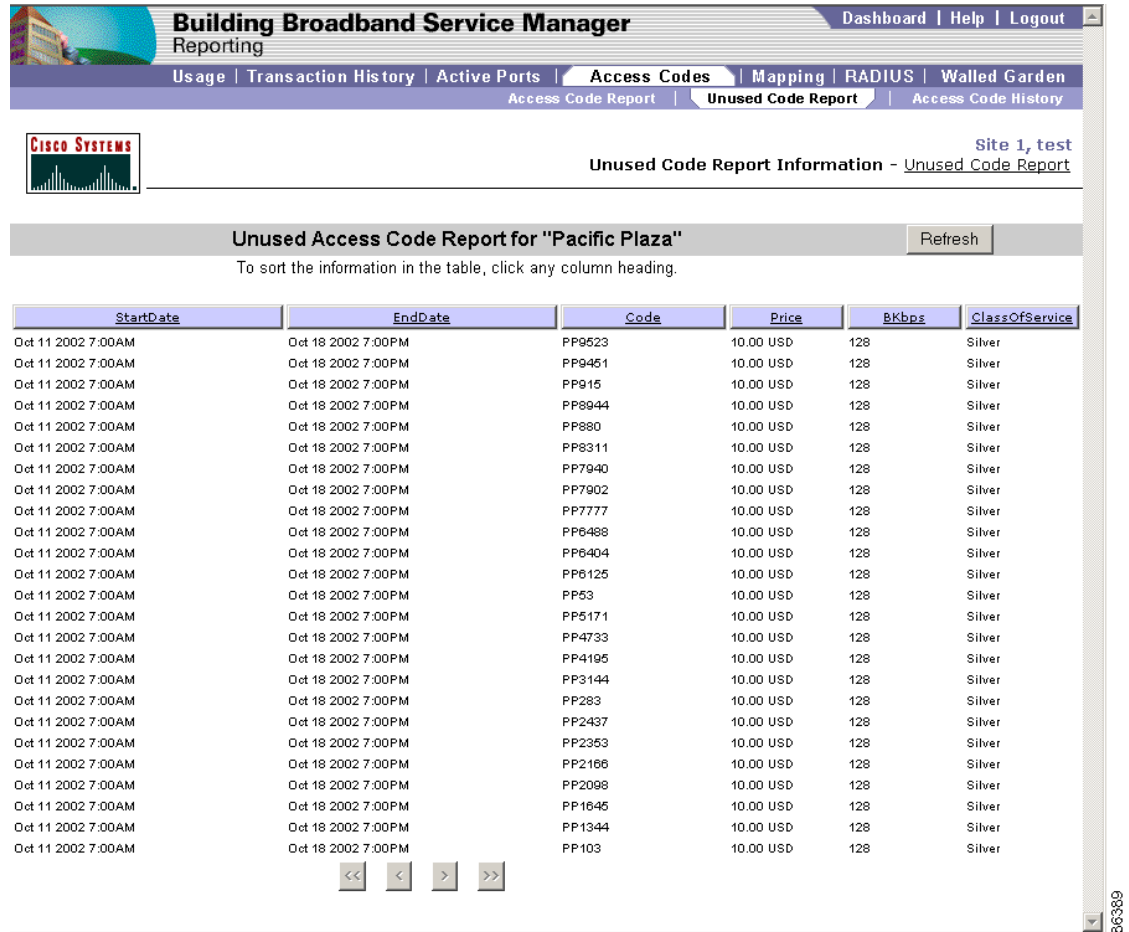 Building Broadband Service Manager
Dashboard | Help | Logout
Reporting
Usage | Transaction History | Active Ports | Access Codes | Mapping | RADIUS | Walled Garden
Access Code Report | Unused Code Report | Access Code History
CISCO SYSTEMS
Site 1, test
Unused Code Report Information - Unused Code Report
Unused Access Code Report for "Pacific Plaza"
Refresh
To sort the information in the table, click any column heading.
StartDate EndDate Code Price BKbps ClassOfService
Oct 11 2002 7:00AM Oct 18 2002 7:00PM PP9523 10.00 USD 128 Silver
Oct 11 2002 7:00AM Oct 18 2002 7:00PM PP9451 10.00 USD 128 Silver
Oct 11 2002 7:00AM Oct 18 2002 7:00PM PP915 10.00 USD 128 Silver
Oct 11 2002 7:00AM Oct 18 2002 7:00PM PP8944 10.00 USD 128 Silver
Oct 11 2002 7:00AM Oct 18 2002 7:00PM PP880 10.00 USD 128 Silver
Oct 11 2002 7:00AM Oct 18 2002 7:00PM PP8311 10.00 USD 128 Silver
Oct 11 2002 7:00AM Oct 18 2002 7:00PM PP7940 10.00 USD 128 Silver
Oct 11 2002 7:00AM Oct 18 2002 7:00PM PP7902 10.00 USD 128 Silver
Oct 11 2002 7:00AM Oct 18 2002 7:00PM PP7777 10.00 USD 128 Silver
Oct 11 2002 7:00AM Oct 18 2002 7:00PM PP6488 10.00 USD 128 Silver
Oct 11 2002 7:00AM Oct 18 2002 7:00PM PP6404 10.00 USD 128 Silver
Oct 11 2002 7:00AM Oct 18 2002 7:00PM PP6125 10.00 USD 128 Silver
Oct 11 2002 7:00AM Oct 18 2002 7:00PM PP53 10.00 USD 128 Silver
Oct 11 2002 7:00AM Oct 18 2002 7:00PM PP5171 10.00 USD 128 Silver
Oct 11 2002 7:00AM Oct 18 2002 7:00PM PP4733 10.00 USD 128 Silver
Oct 11 2002 7:00AM Oct 18 2002 7:00PM PP4195 10.00 USD 128 Silver
Oct 11 2002 7:00AM Oct 18 2002 7:00PM PP3144 10.00 USD 128 Silver
Oct 11 2002 7:00AM Oct 18 2002 7:00PM PP283 10.00 USD 128 Silver
Oct 11 2002 7:00AM Oct 18 2002 7:00PM PP2437 10.00 USD 128 Silver
Oct 11 2002 7:00AM Oct 18 2002 7:00PM PP2353 10.00 USD 128 Silver
Oct 11 2002 7:00AM Oct 18 2002 7:00PM PP2166 10.00 USD 128 Silver
Oct 11 2002 7:00AM Oct 18 2002 7:00PM PP2098 10.00 USD 128 Silver
Oct 11 2002 7:00AM Oct 18 2002 7:00PM PP1645 10.00 USD 128 Silver
Oct 11 2002 7:00AM Oct 18 2002 7:00PM PP1344 10.00 USD 128 Silver
Oct 11 2002 7:00AM Oct 18 2002 7:00PM PP103 10.00 USD 128 Silver
<< < > >>
86389